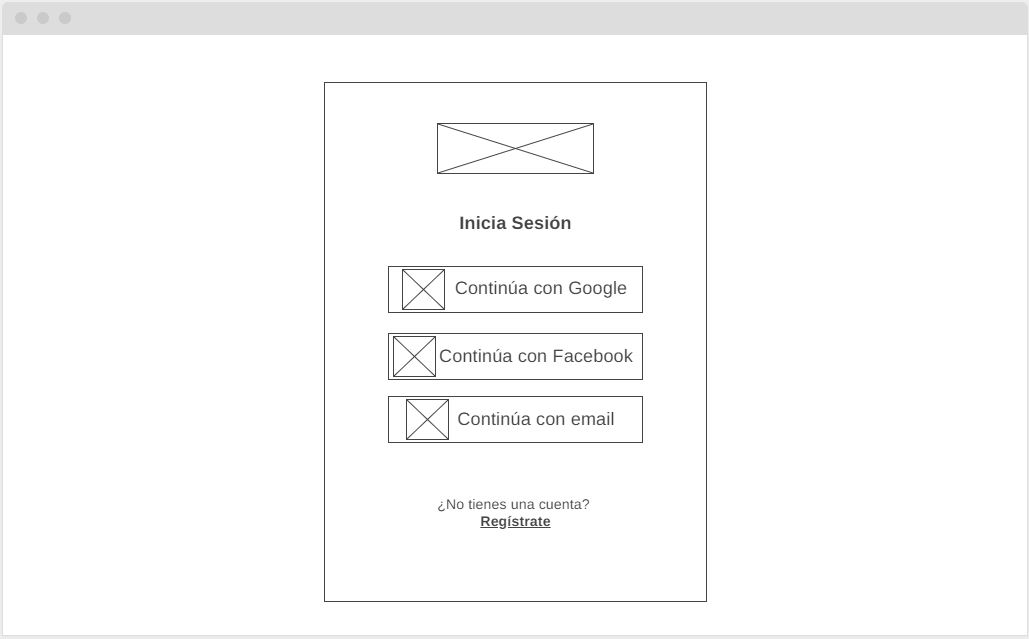 Inicia Sesión
Continúa con Google
Continúa con Facebook
Continúa con email
¿No tienes una cuenta?
Regístrate